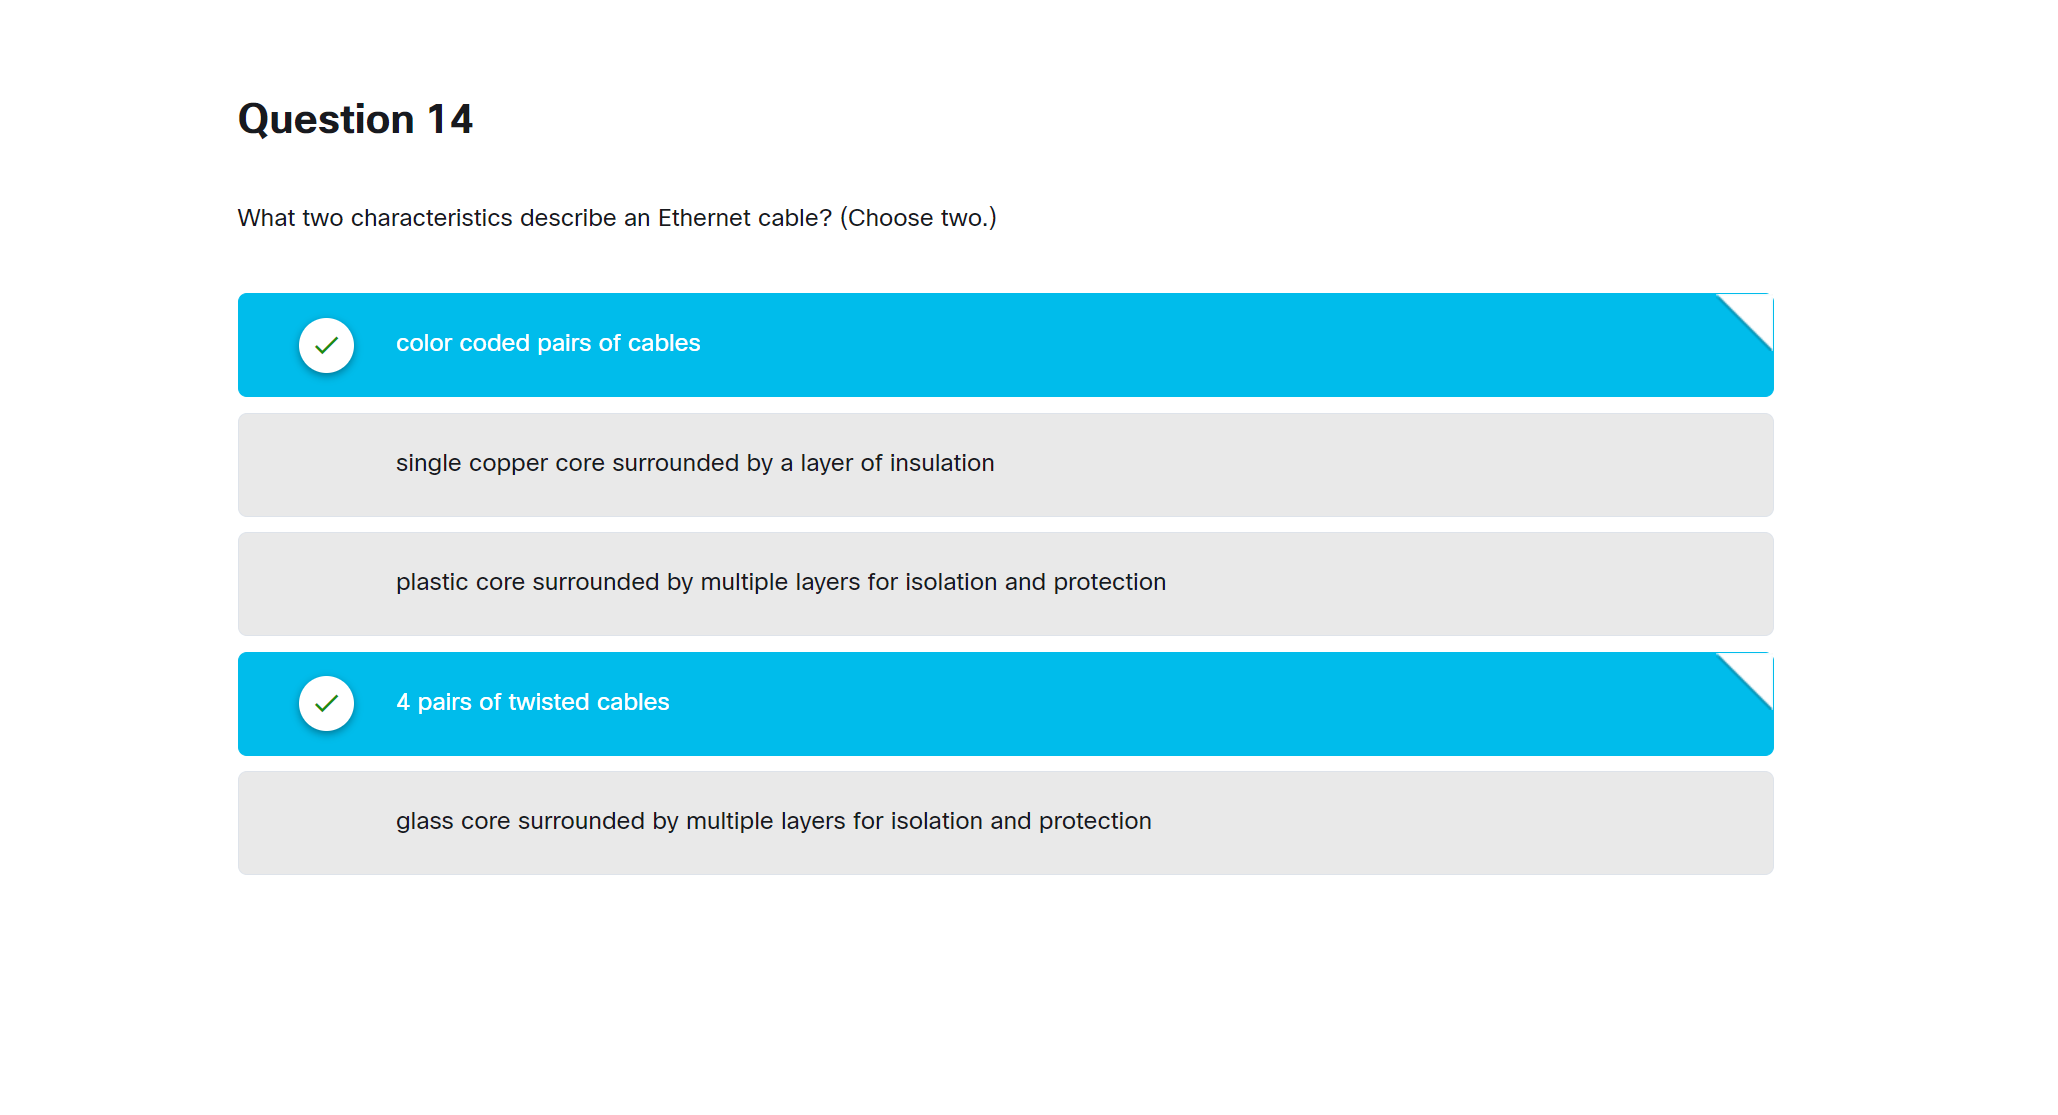 Question 14
What two characteristics describe an Ethernet cable? (Choose two.)
color coded pairs of cables
single copper core surrounded by a layer of insulation
plastic core surrounded by multiple layers for isolation and protection
4 pairs of twisted cables
glass core surrounded by multiple layers for isolation and protection